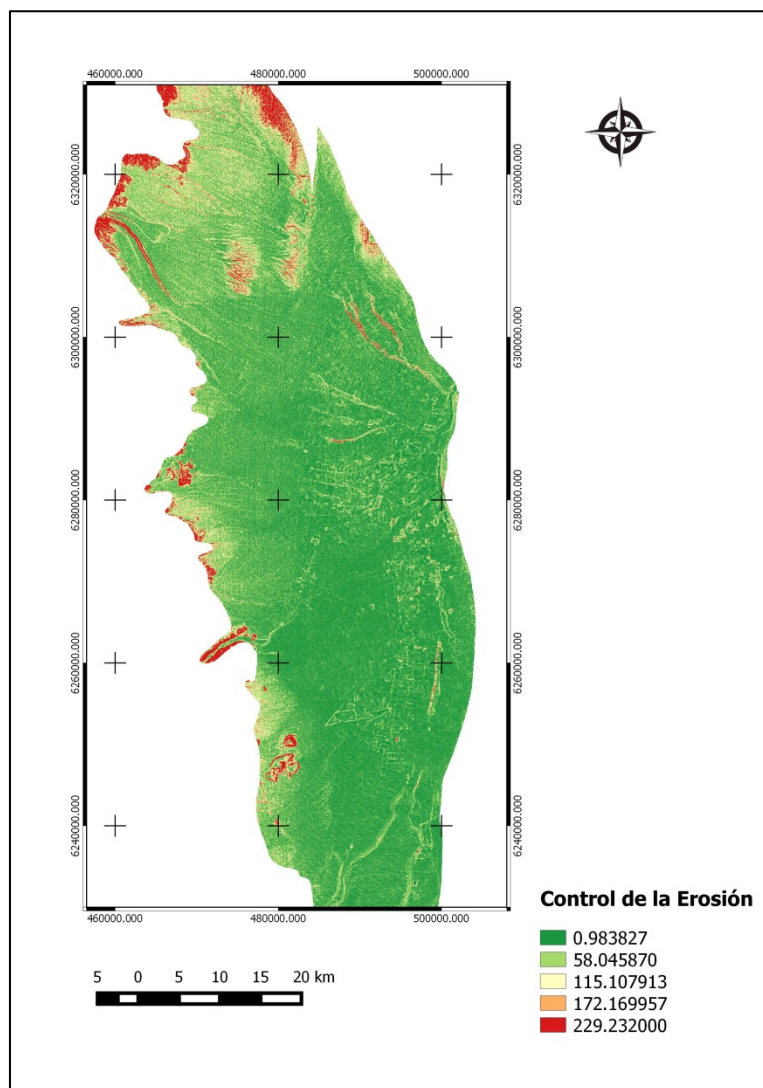 460000.000 480000.000 500000.000
6320000.000 6320000.000
6300000.000 6300000.000
6280000.000 6280000.000
6260000.000 6260000.000
6240000.000 6240000.000
460000.000 480000.000 500000.000
Control de la Erosión
0.983827
58.045870
115.107913
172.169957
229.232000
5 0 5 10 15 20 km